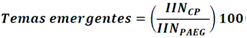 Temas emergentes = (IIN_CP / IIN_PAEG) 100